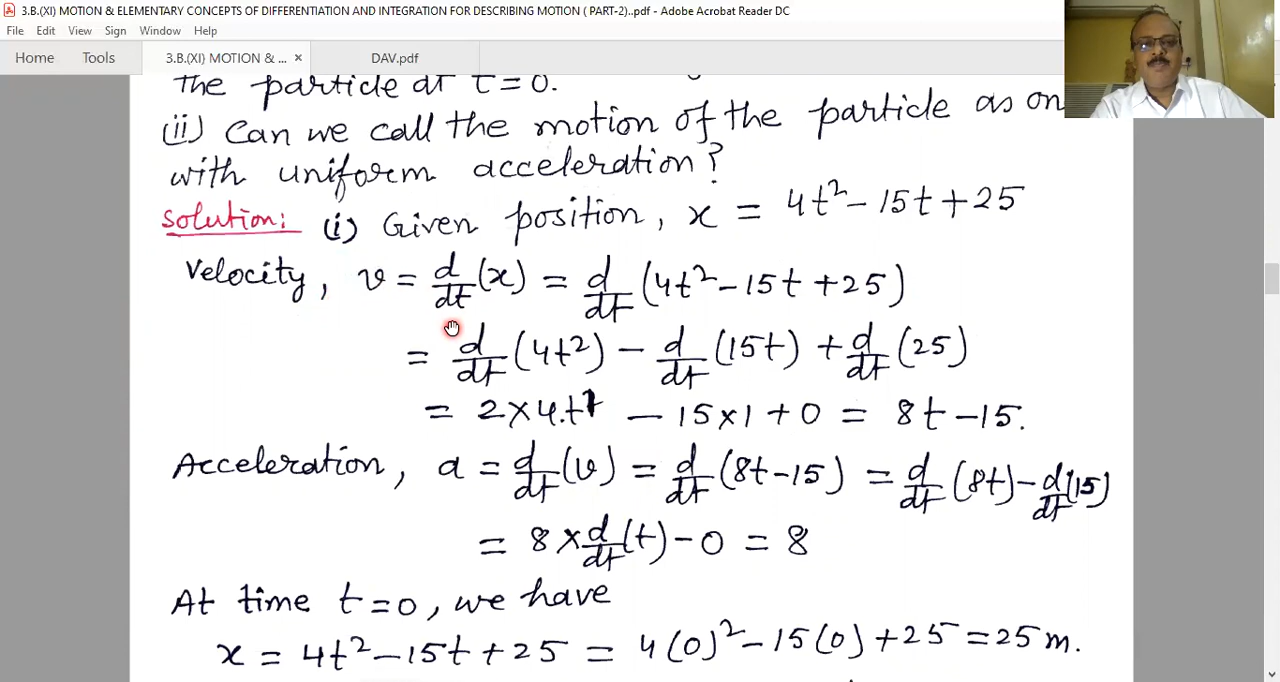 3.B.(XI) MOTION & ELEMENTARY CONCEPTS OF DIFFERENTIATION AND INTEGRATION FOR DESCRIBING MOTION ( PART-2)..pdf - Adobe Acrobat Reader DC
File Edit View Sign Window Help
Home Tools 3.B.(XI) MOTION & ... × DAV.pdf
the particle at t = 0.
(ii) Can we call the motion of the particle as on
with uniform acceleration?
Solution: (i) Given position, x = 4t² - 15t + 25
Velocity, v = d/dt (x) = d/dt (4t² - 15t + 25)
= d/dt (4t²) - d/dt (15t) + d/dt (25)
= 2 × 4.t¹ - 15 × 1 + 0 = 8t - 15.
Acceleration, a = d/dt (v) = d/dt (8t - 15) = d/dt (8t) - d/dt (15)
= 8 × d/dt (t) - 0 = 8
At time t = 0, we have
x = 4t² - 15t + 25 = 4(0)² - 15(0) + 25 = 25 m.